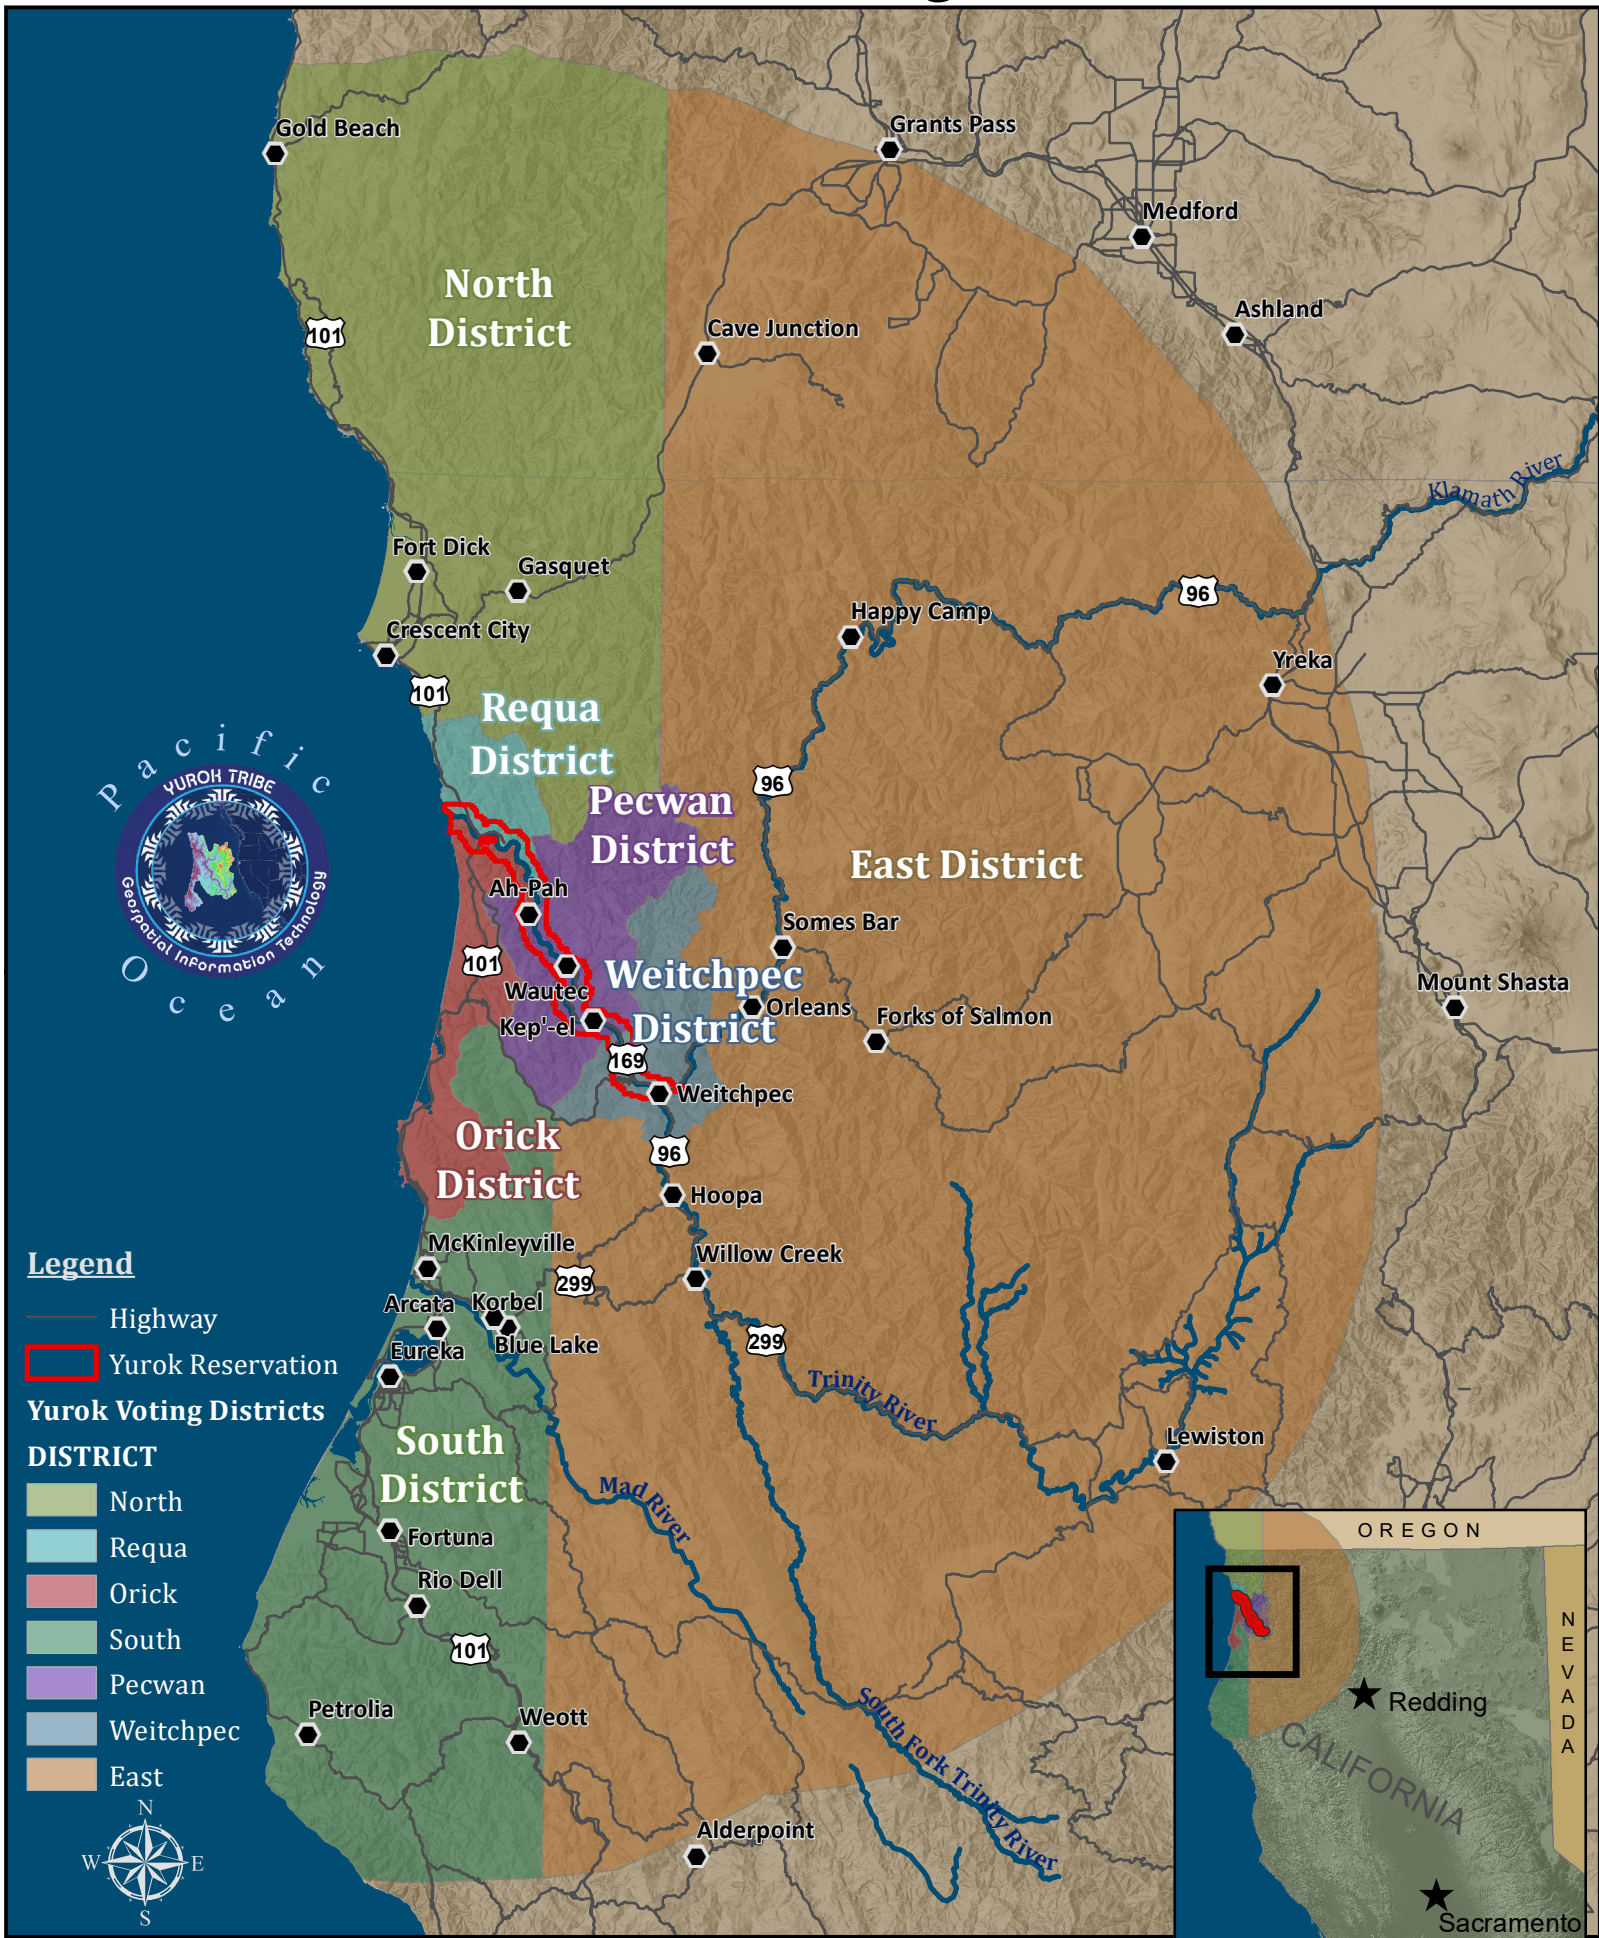 Gold Beach
Grants Pass
Medford
Ashland
North
District
101
Cave Junction
Klamath River
Fort Dick
Gasquet
Crescent City
101
Happy Camp
96
Yreka
Requa
District
Pacific
Ocean
YUROK TRIBE
Geospatial Information Technology
96
Pecwan
District
East District
Ah-Pah
Somes Bar
101
Weitchpec
District
Wautec
Orleans
Kep'-el
Forks of Salmon
Mount Shasta
169
Weitchpec
Orick
District
96
Hoopa
McKinleyville
Willow Creek
299
Arcata
Korbel
Blue Lake
Eureka
299
Trinity River
South
District
Lewiston
Mad River
Fortuna
Rio Dell
101
Petrolia
Weott
South Fork Trinity River
Alderpoint
Legend
Highway
Yurok Reservation
Yurok Voting Districts
DISTRICT
North
Requa
Orick
South
Pecwan
Weitchpec
East
N
W
E
S
OREGON
NEVADA
Redding
CALIFORNIA
Sacramento